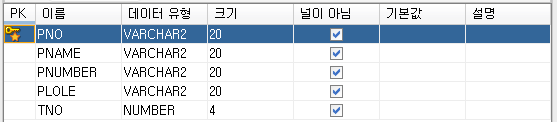 PK 이름 데이터 유형 크기 널이 아님 기본값 설명
PNO VARCHAR2 20
PNAME VARCHAR2 20
PNUMBER VARCHAR2 20
PLOLE VARCHAR2 20
TNO NUMBER 4